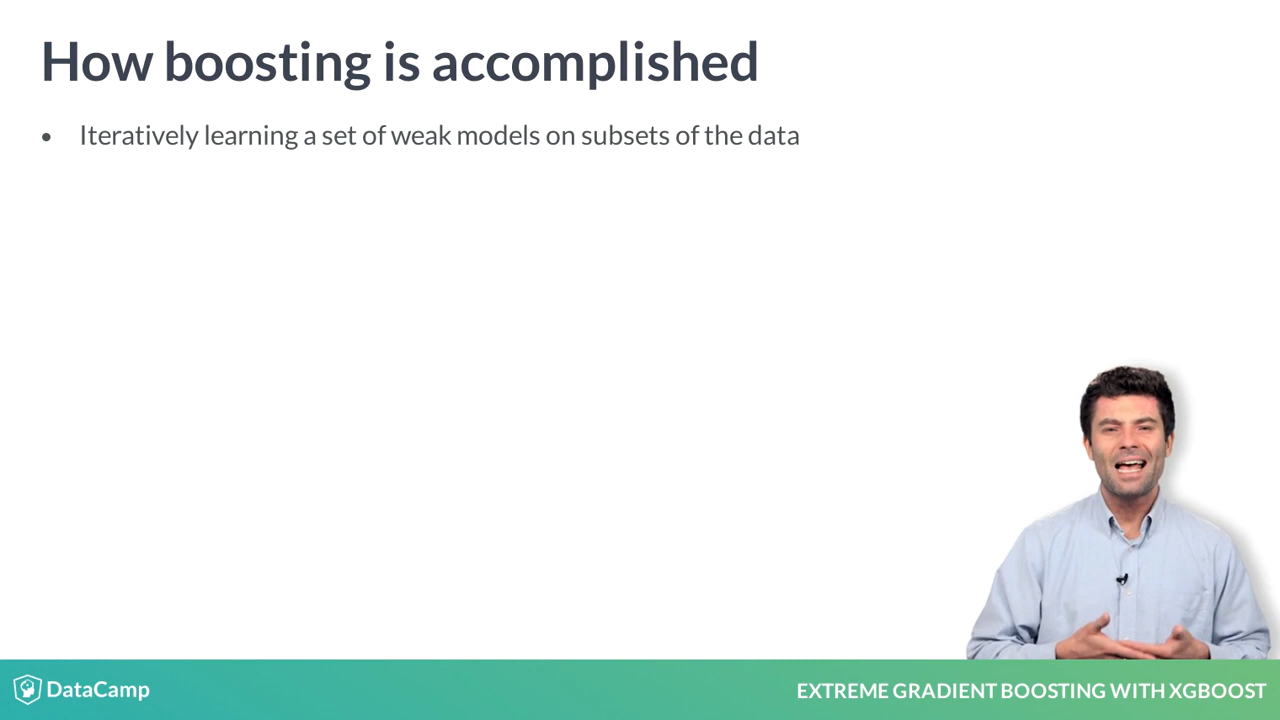 How boosting is accomplished
• Iteratively learning a set of weak models on subsets of the data
DataCamp
EXTREME GRADIENT BOOSTING WITH XGBOOST